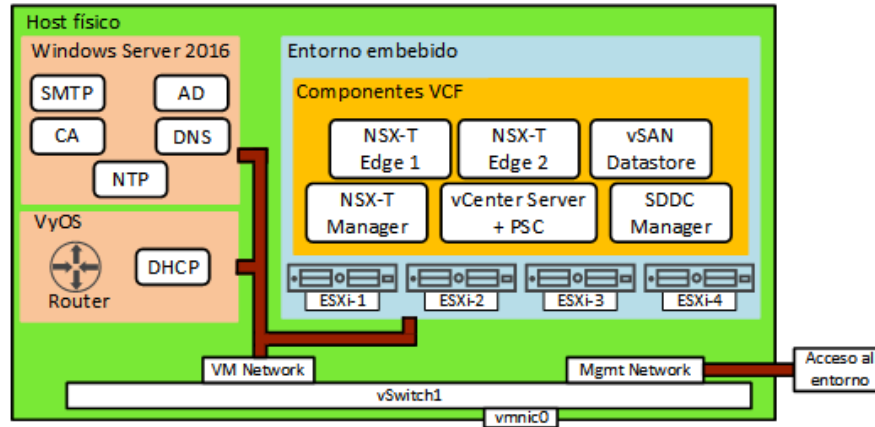 Host físico
Windows Server 2016
SMTP
AD
CA
DNS
NTP
VyOS
Router
DHCP
Entorno embebido
Componentes VCF
NSX-T
Edge 1
NSX-T
Edge 2
vSAN
Datastore
NSX-T
Manager
vCenter Server
+ PSC
SDDC
Manager
ESXi-1
ESXi-2
ESXi-3
ESXi-4
VM Network
Mgmt Network
Acceso al
entorno
vSwitch1
vmnic0